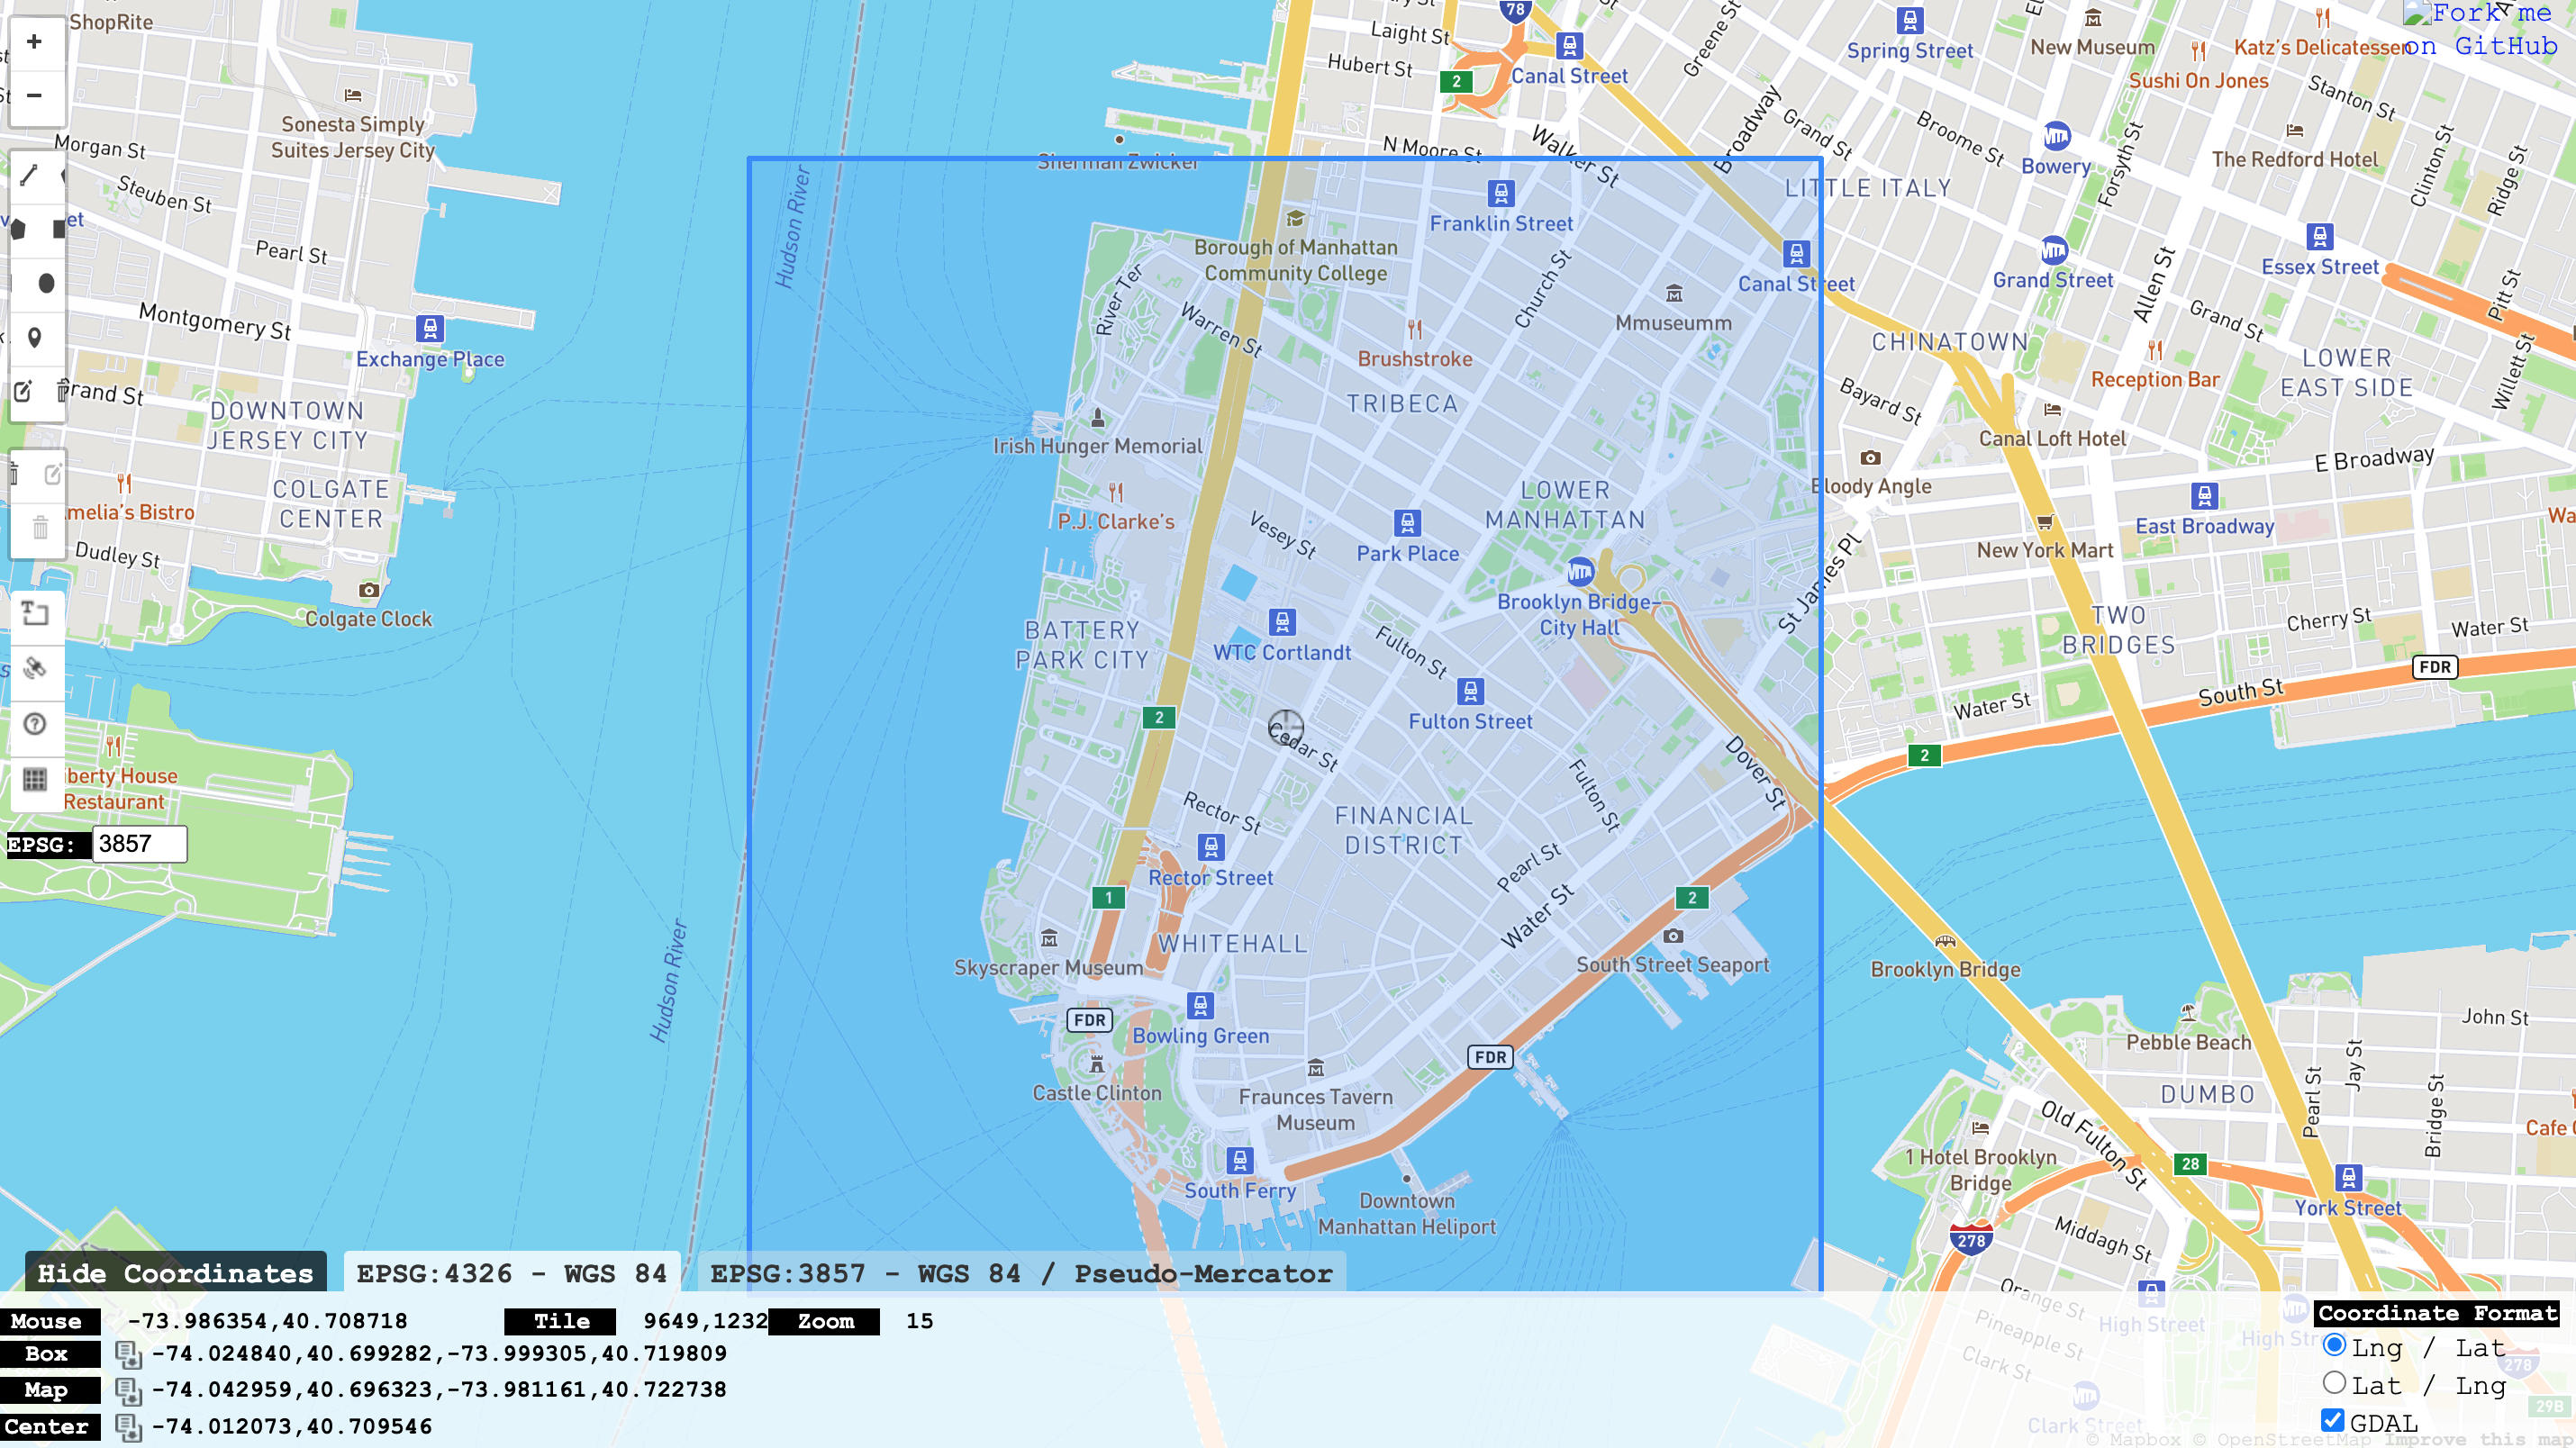 ShopRite
Laight St
78
Spring Street
New Museum
Katz's Delicatessen
Fork me
on GitHub
+
Hubert St
2
Canal Street
Greene St
Sushi On Jones
Stanton St
−
Sonesta Simply
Suites Jersey City
Morgan St
Sherman Zwicker
N Moore St
Walker St
Broadway
Grand St
Broome St
Bowery
Forsyth St
The Redford Hotel
Clinton St
Ridge St
Steuben St
Hudson River
Franklin Street
LITTLE ITALY
Pearl St
Borough of Manhattan
Community College
Church St
Canal Street
Grand Street
Allen St
Essex Street
Pitt St
Montgomery St
River Ter
Warren St
Mmuseumm
Grand St
Exchange Place
Brushstroke
CHINATOWN
LOWER
EAST SIDE
Willett St
Grand St
DOWNTOWN
JERSEY CITY
TRIBECA
Bayard St
Reception Bar
Irish Hunger Memorial
Canal Loft Hotel
E Broadway
COLGATE
CENTER
LOWER
MANHATTAN
Bloody Angle
melia's Bistro
P.J. Clarke's
Vesey St
Park Place
East Broadway
Dudley St
New York Mart
Colgate Clock
BATTERY
PARK CITY
WTC Cortlandt
Fulton St
MTA
Brooklyn Bridge–
City Hall
St James Pl
TWO
BRIDGES
Cherry St
Water St
FDR
2
Cedar St
Fulton Street
Dover St
Water St
South St
2
berty House
Restaurant
Rector St
FINANCIAL
DISTRICT
Fulton St
EPSG:
3857
Rector Street
Pearl St
1
2
Water St
Hudson River
Skyscraper Museum
WHITEHALL
South Street Seaport
Brooklyn Bridge
FDR
Bowling Green
FDR
Pebble Beach
John St
Castle Clinton
Fraunces Tavern
Museum
DUMBO
Pearl St
Jay St
Bridge St
Old Fulton St
Cafe
1 Hotel Brooklyn
Bridge
28
South Ferry
Downtown
Manhattan Heliport
York Street
278
Middagh St
Hide Coordinates
EPSG:4326 - WGS 84
EPSG:3857 - WGS 84 / Pseudo-Mercator
Orange St
Pineapple St
Clark St
High Street
Clark Street
278
29B
Mouse
-73.986354,40.708718
Tile
9649,1232
Zoom
15
Box
-74.024840,40.699282,-73.999305,40.719809
Map
-74.042959,40.696323,-73.981161,40.722738
Center
-74.012073,40.709546
Coordinate Format
Lng / Lat
Lat / Lng
GDAL
© Mapbox © OpenStreetMap Improve this map